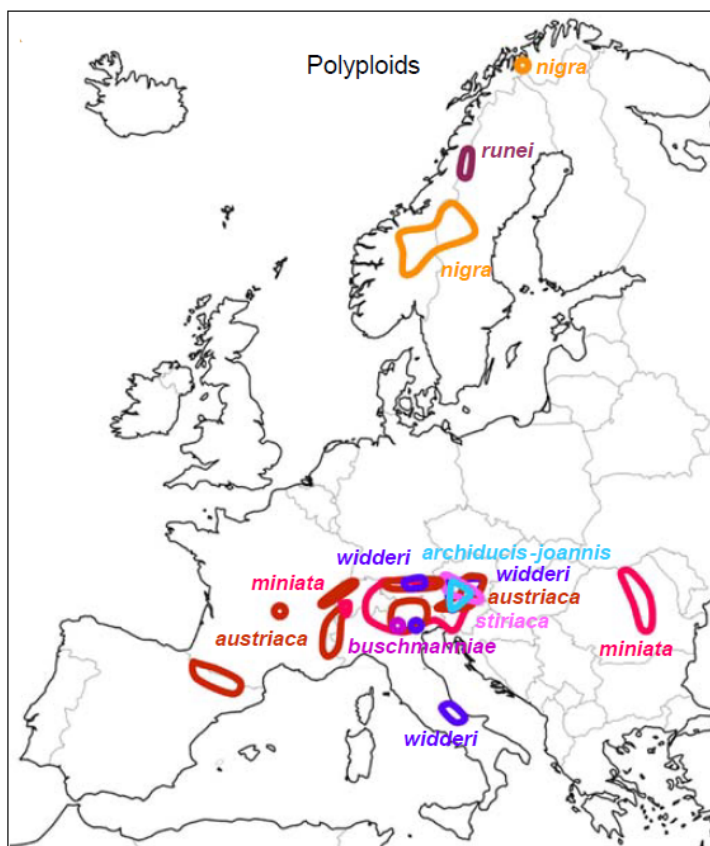 Polyploids
nigra
runei
nigra
archiducis-joannis
widderi
widderi
miniata
austriaca
stiriaca
austriaca
buschmanniae
miniata
widderi